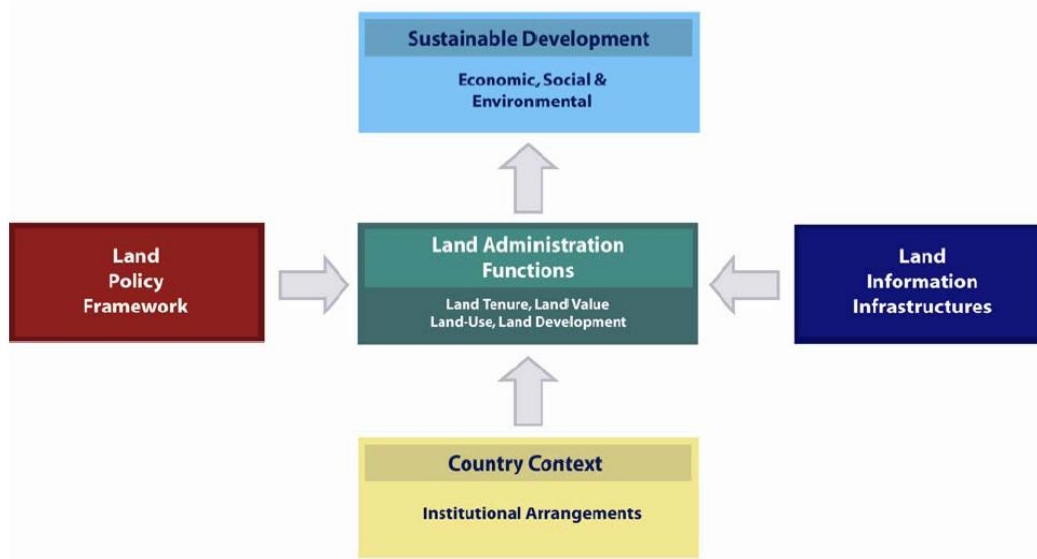 Sustainable Development
Economic, Social &
Environmental
Land
Policy
Framework
Land Administration
Functions
Land Tenure, Land Value
Land-Use, Land Development
Land
Information
Infrastructures
Country Context
Institutional Arrangements